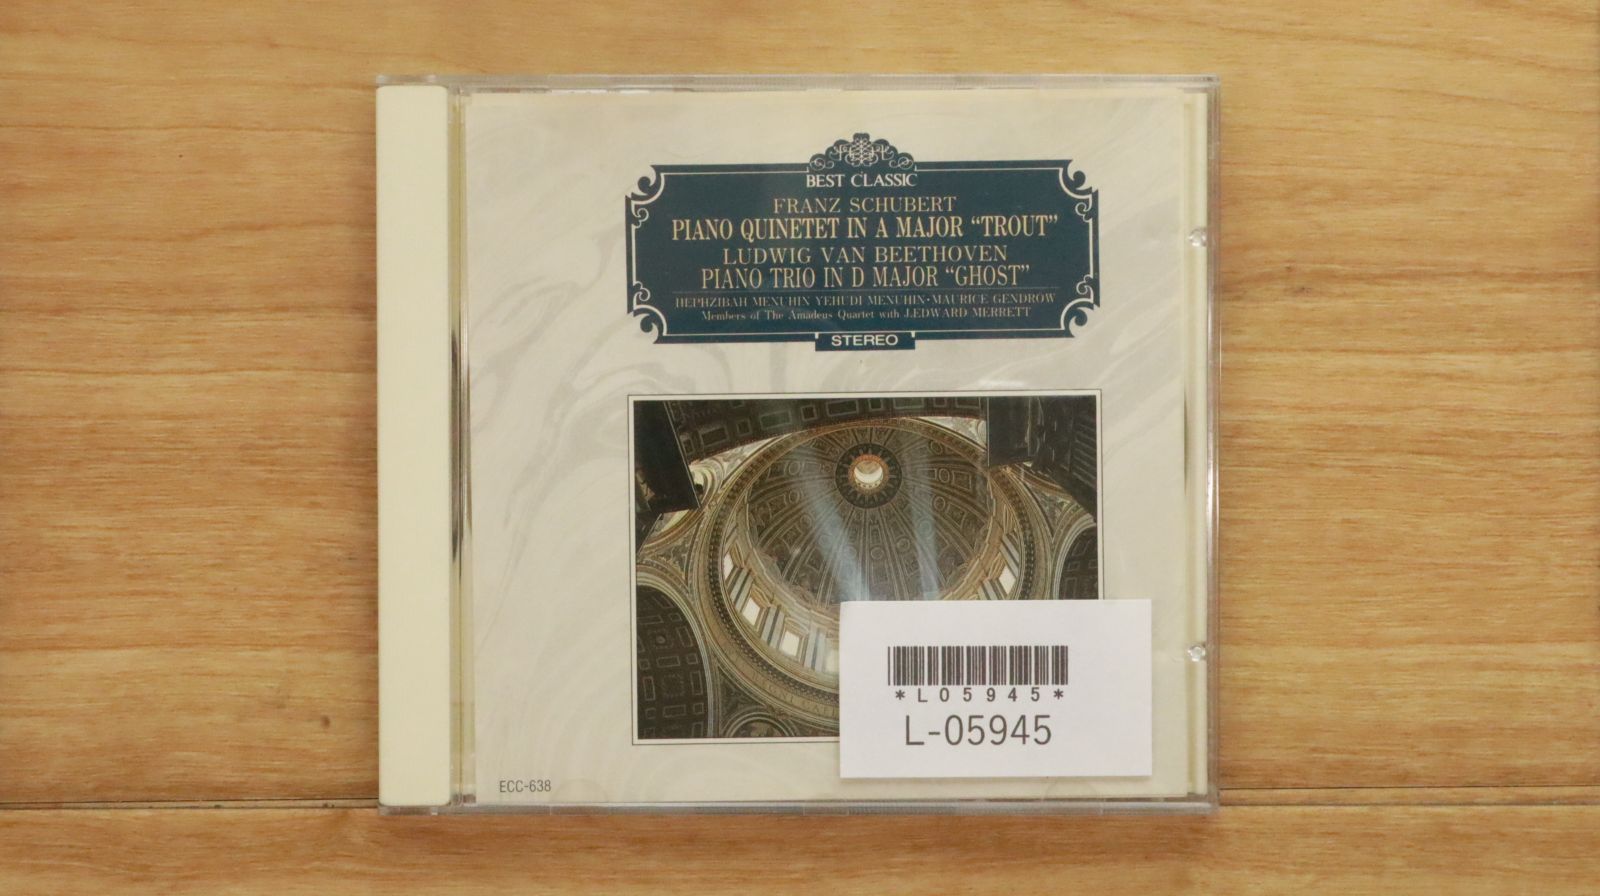 BEST CLASSIC
FRANZ SCHUBERT
PIANO QUINETET IN A MAJOR “TROUT”
LUDWIG VAN BEETHOVEN
PIANO TRIO IN D MAJOR “GHOST”
HEPHZIBAH MENUHIN YEHUDI MENUHIN・MAURICE GENDROW
Members of The Amadeus Quartet with J.EDWARD MERRETT
STEREO
*L05945*
L-05945
ECC-638